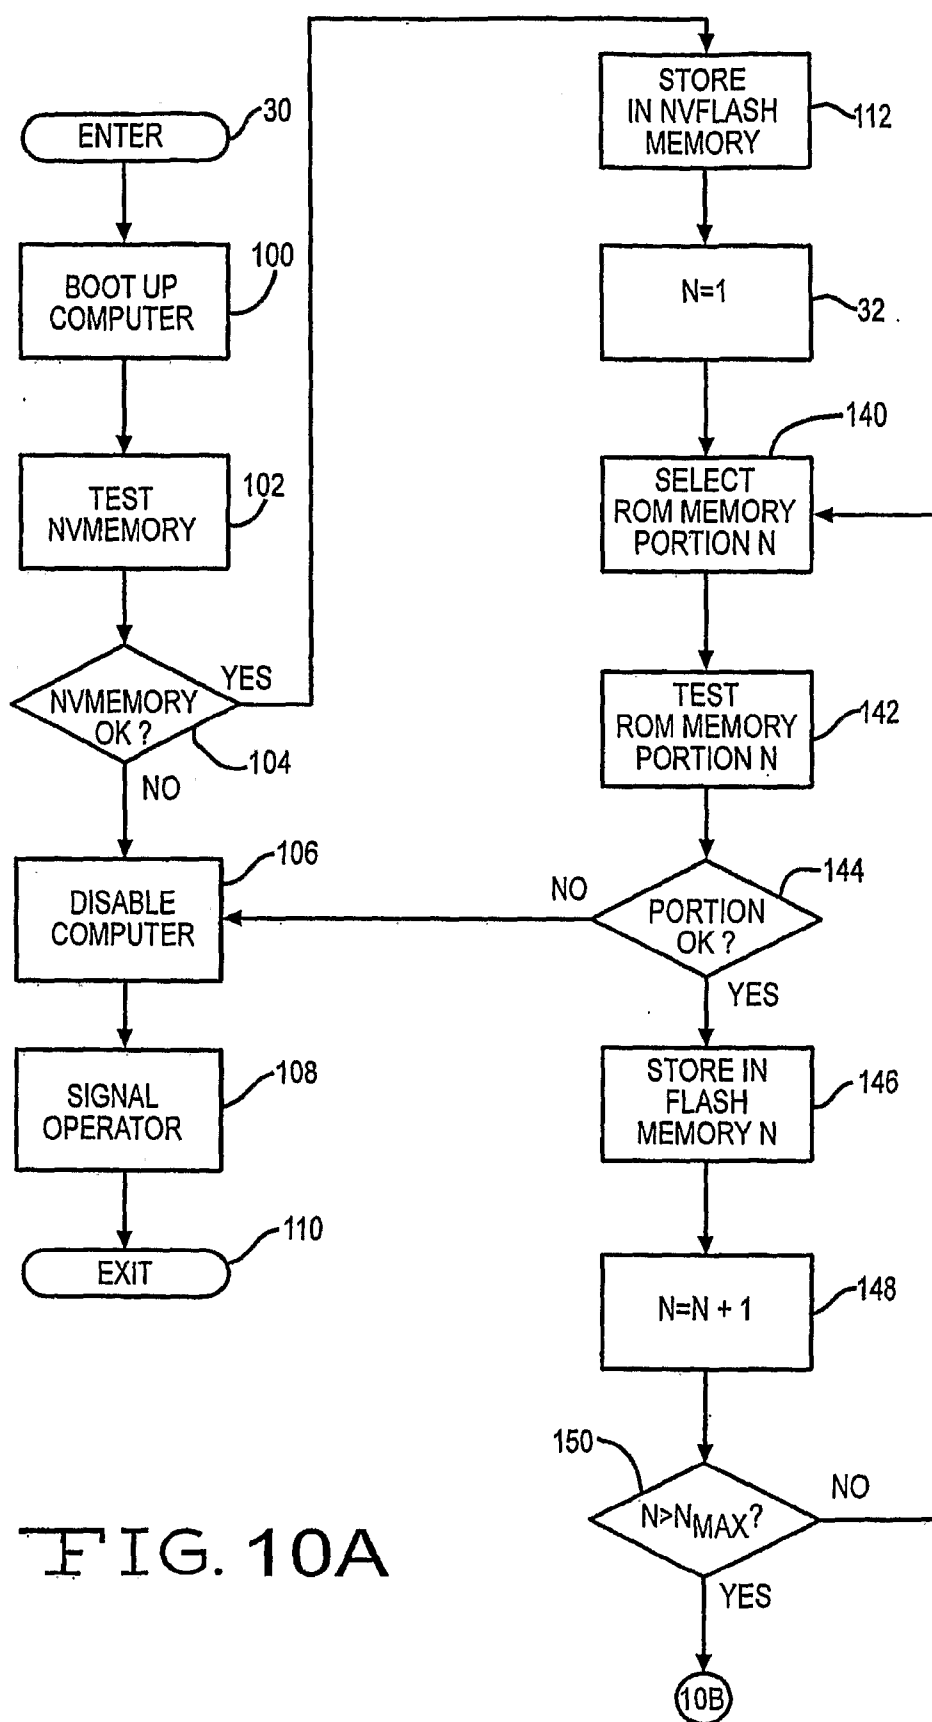 ENTER
30
BOOT UP
COMPUTER
100
TEST
NVMEMORY
102
NVMEMORY
OK ?
YES
104
NO
DISABLE
COMPUTER
106
SIGNAL
OPERATOR
108
EXIT
110
STORE
IN NVFLASH
MEMORY
112
N=1
32
SELECT
ROM MEMORY
PORTION N
140
TEST
ROM MEMORY
PORTION N
142
PORTION
OK ?
144
NO
YES
STORE IN
FLASH
MEMORY N
146
N=N + 1
148
N>NMAX?
150
NO
YES
10B
FIG. 10A